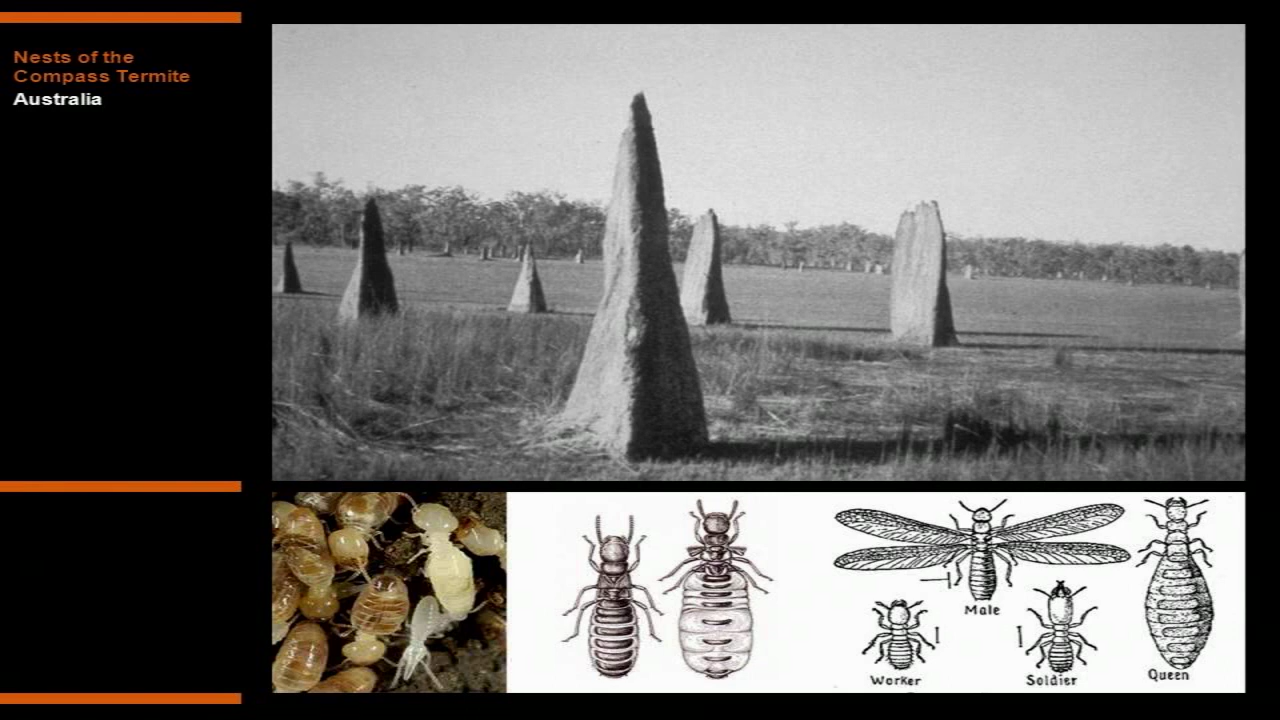 Nests of the
Compass Termite
Australia
Male
Worker
Soldier
Queen